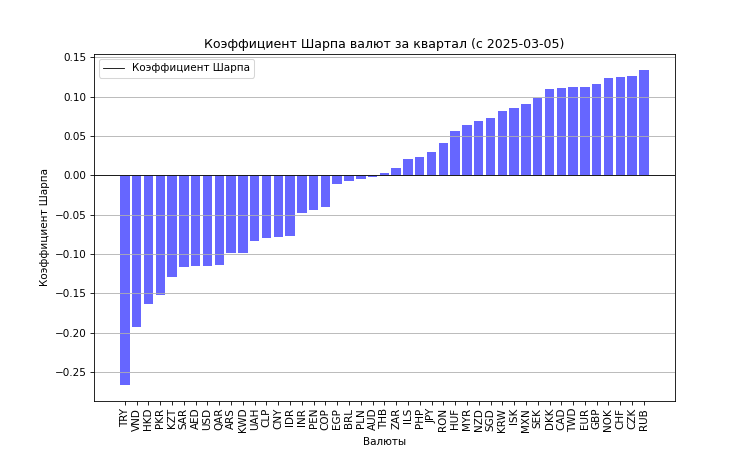 Коэффициент Шарпа валют за квартал (с 2025-03-05)
Коэффициент Шарпа
0.15
0.10
0.05
0.00
−0.05
−0.10
−0.15
−0.20
−0.25
Коэффициент Шарпа
TRY VND HKD PKR KZT SAR AED USD QAR ARS KWD UAH CLP CNY IDR INR PEN COP EGP BRL PLN AUD THB ZAR ILS PHP JPY RON HUF MYR NZD SGD KRW ISK MXN SEK DKK CAD TWD EUR GBP NOK CHF CZK RUB
Валюты